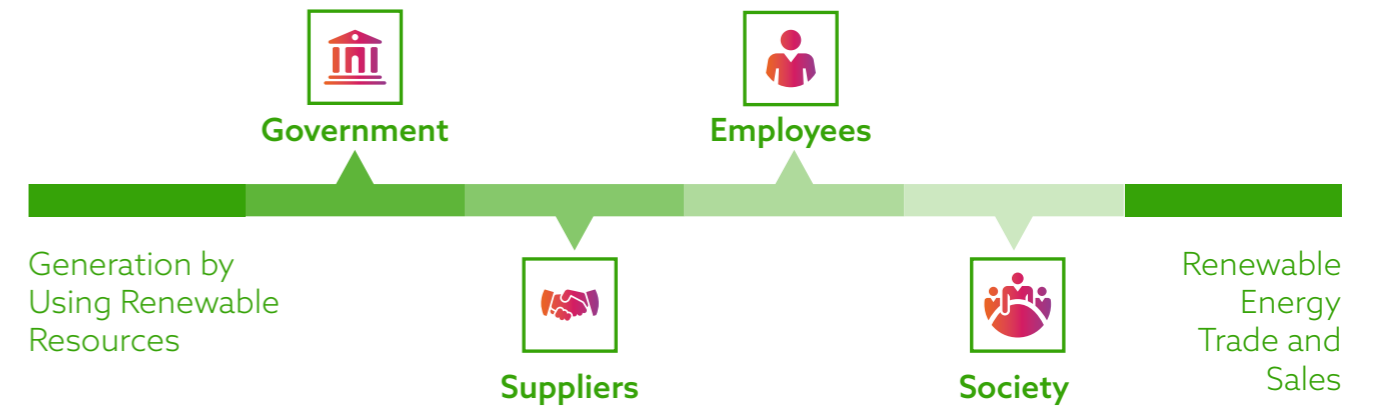 Government
Employees
Generation by
Using Renewable
Resources
Renewable
Energy
Trade and
Sales
Suppliers
Society